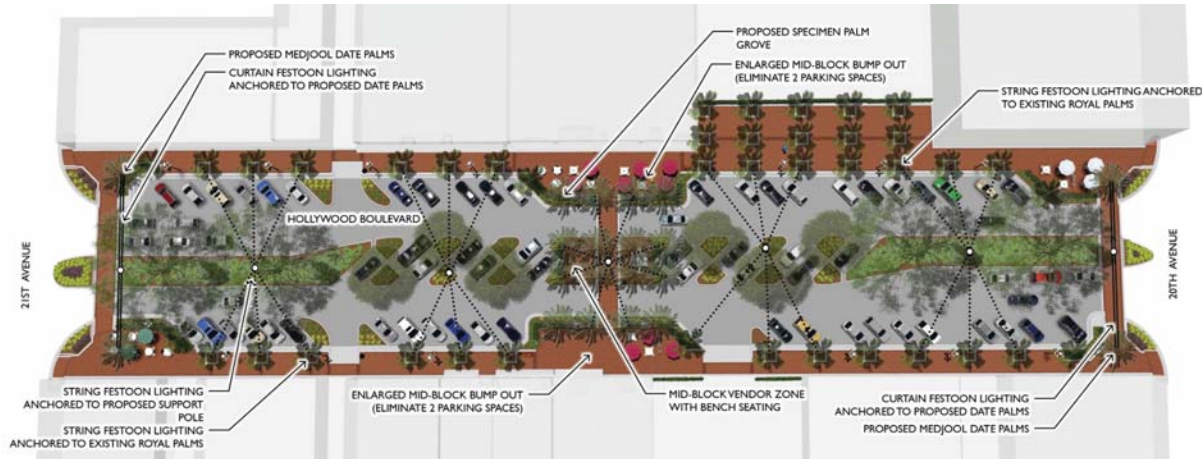 PROPOSED MEDJOOL DATE PALMS
CURTAIN FESTOON LIGHTING
ANCHORED TO PROPOSED DATE PALMS
PROPOSED SPECIMEN PALM
GROVE
ENLARGED MID-BLOCK BUMP OUT
(ELIMINATE 2 PARKING SPACES)
STRING FESTOON LIGHTING ANCHORED
TO EXISTING ROYAL PALMS
HOLLYWOOD BOULEVARD
21ST AVENUE
20TH AVENUE
STRING FESTOON LIGHTING
ANCHORED TO PROPOSED SUPPORT
POLE
STRING FESTOON LIGHTING
ANCHORED TO EXISTING ROYAL PALMS
ENLARGED MID-BLOCK BUMP OUT
(ELIMINATE 2 PARKING SPACES)
MID-BLOCK VENDOR ZONE
WITH BENCH SEATING
CURTAIN FESTOON LIGHTING
ANCHORED TO PROPOSED DATE PALMS
PROPOSED MEDJOOL DATE PALMS